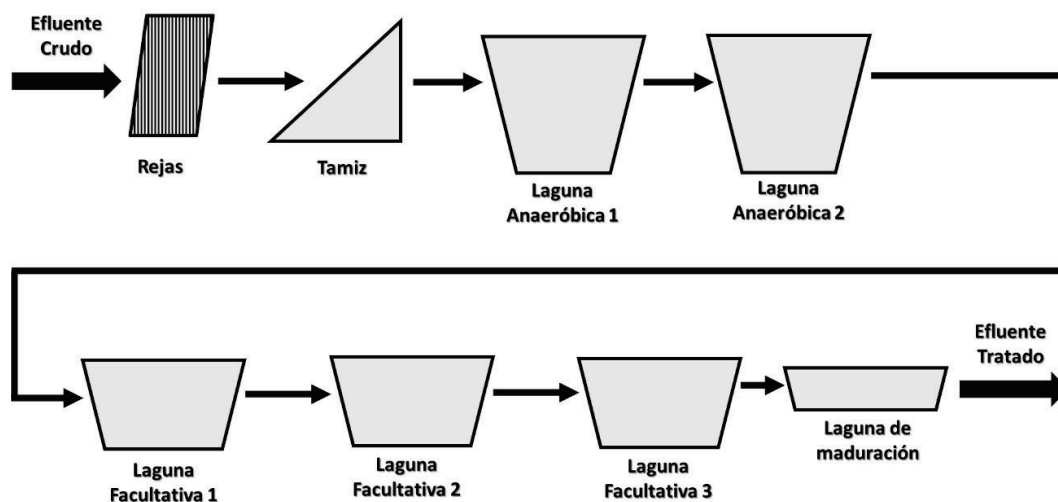 Efluente
Crudo
Rejas
Tamiz
Laguna
Anaeróbica 1
Laguna
Anaeróbica 2
Laguna
Facultativa 1
Laguna
Facultativa 2
Laguna
Facultativa 3
Laguna de
maduración
Efluente
Tratado